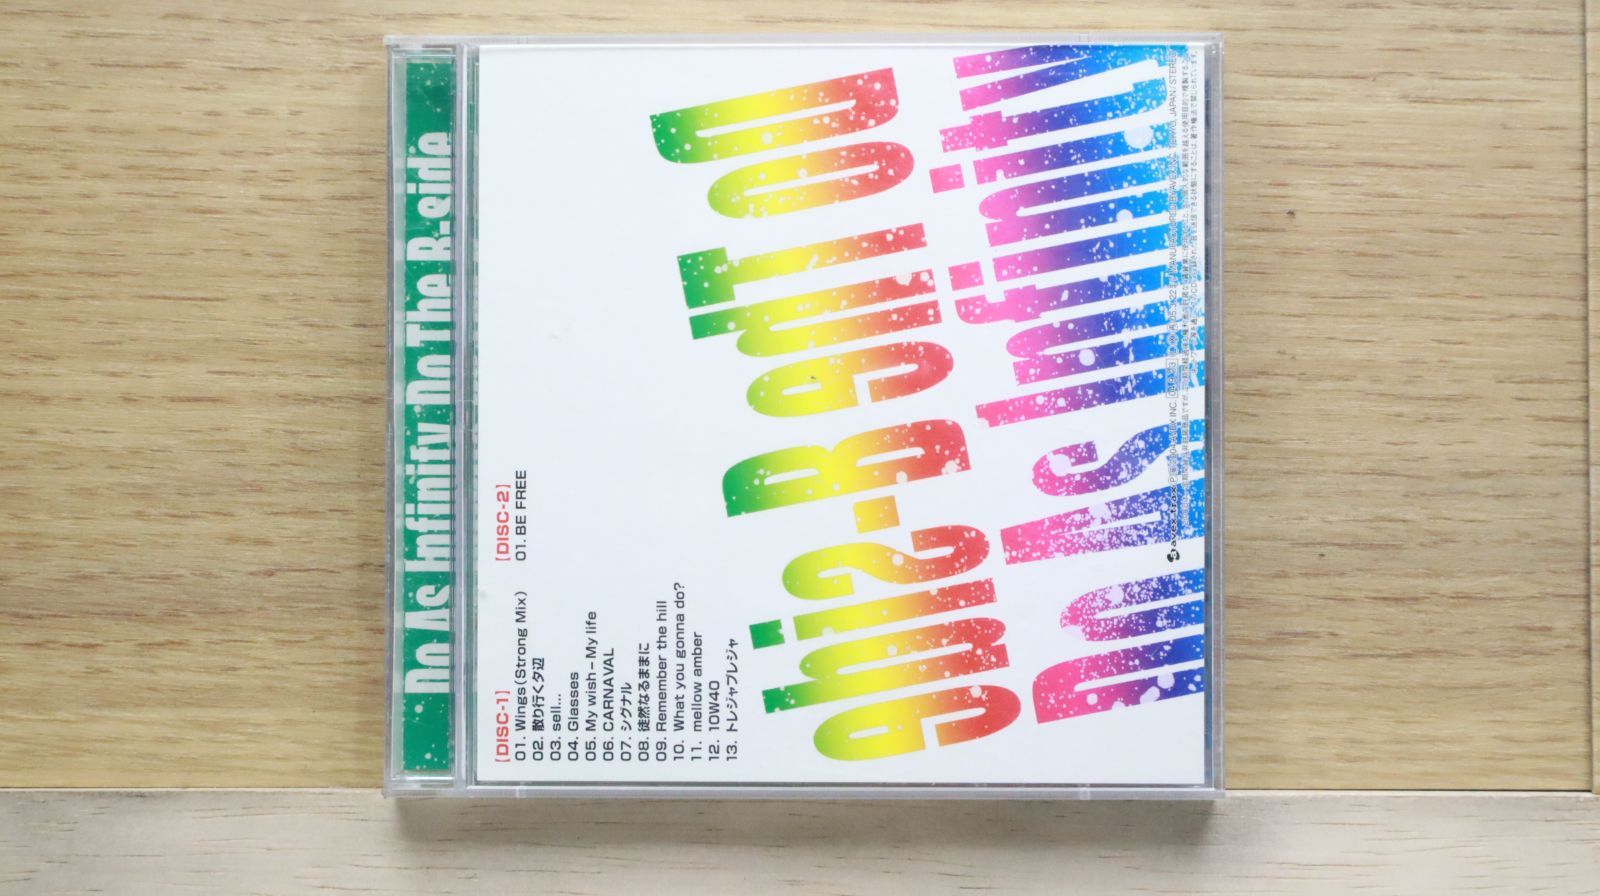 Do As Infinity Do The B-side
[DISC-1]
01. Wings(Strong Mix)
02. 散り行く夕辺
03. sell...
04. Glasses
05. My wish – My life
06. CARNAVAL
07. シグナル
08. 徒然なるままに
09. Remember the hill
10. What you gonna do?
11. mellow amber
12. 10W40
13. トレジャプレジャ
[DISC-2]
01. BE FREE
Do The
B-side
Do As Infinity
avex trax